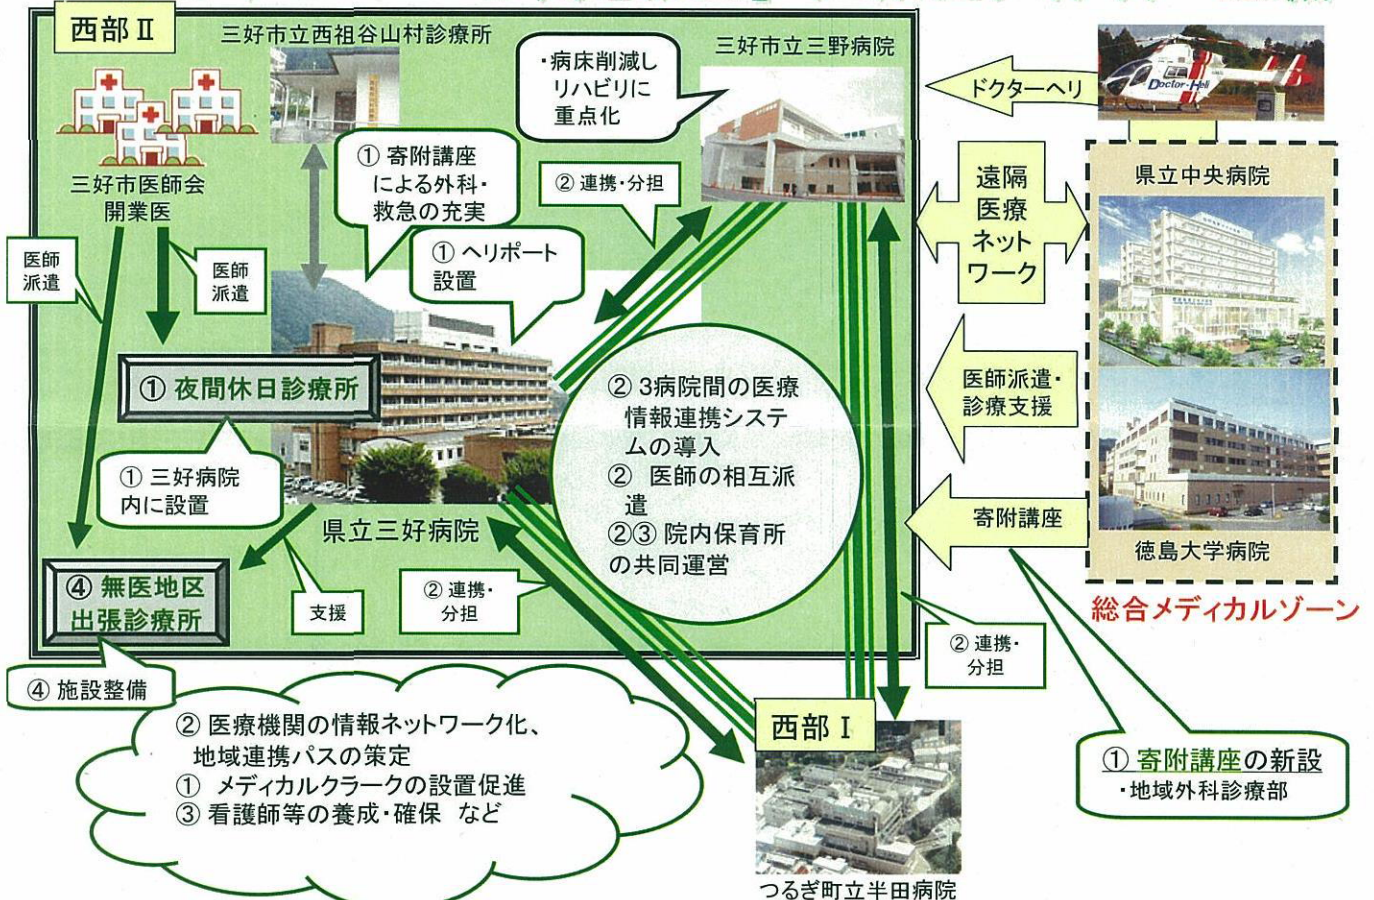 西部Ⅱ
三好市立西祖谷山村診療所
・病床削減し
リハビリに
重点化
三好市立三野病院
ドクターヘリ
Doctor-Heli
三好市医師会
開業医
① 寄附講座
による外科・
救急の充実
② 連携・分担
遠隔
医療
ネット
ワーク
県立中央病院
医師
派遣
医師
派遣
① ヘリポート
設置
① 夜間休日診療所
② 3病院間の医療
情報連携システ
ムの導入
② 医師の相互派
遣
②③ 院内保育所
の共同運営
医師派遣・
診療支援
① 三好病院
内に設置
県立三好病院
寄附講座
徳島大学病院
総合メディカルゾーン
④ 無医地区
出張診療所
支援
② 連携・
分担
② 連携・
分担
④ 施設整備
② 医療機関の情報ネットワーク化、
地域連携パスの策定
① メディカルクラークの設置促進
③ 看護師等の養成・確保 など
西部Ⅰ
つるぎ町立半田病院
① 寄附講座の新設
・地域外科診療部